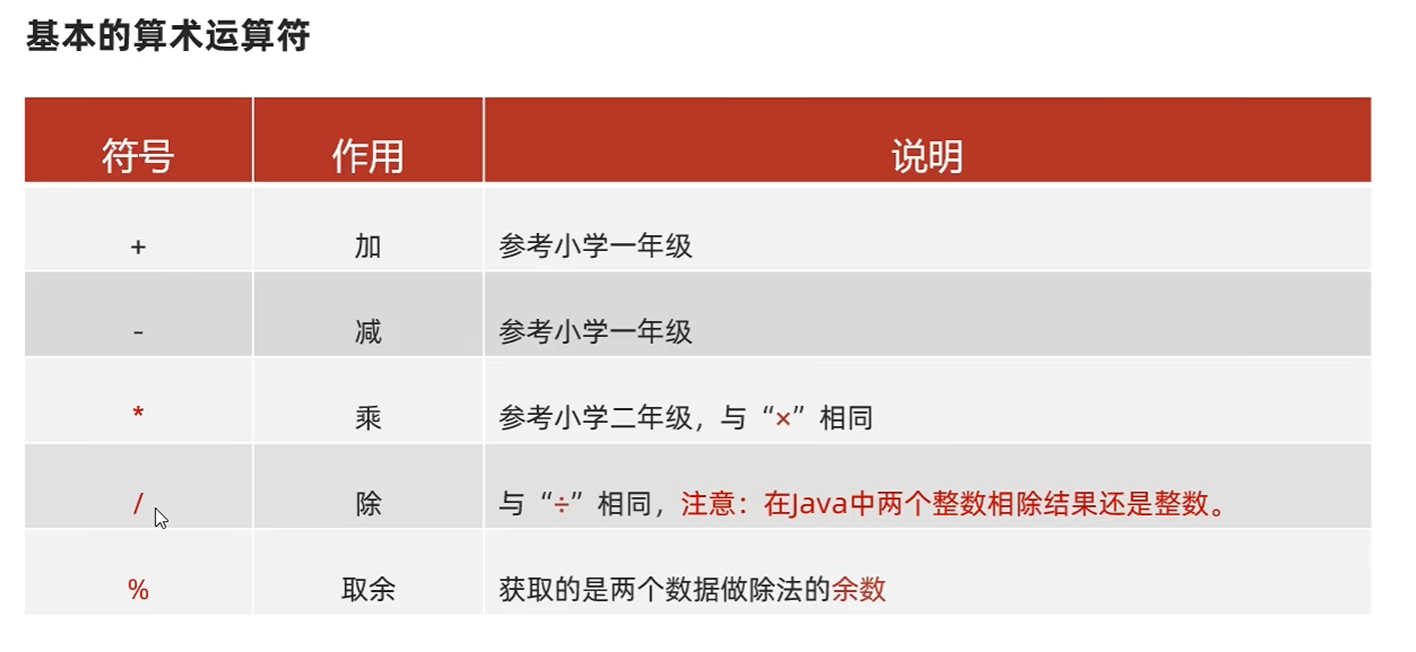 基本的算术运算符
符号 作用 说明
+ 加 参考小学一年级
- 减 参考小学一年级
* 乘 参考小学二年级，与“×”相同
/ 除 与“÷”相同，注意：在Java中两个整数相除结果还是整数。
% 取余 获取的是两个数据做除法的余数